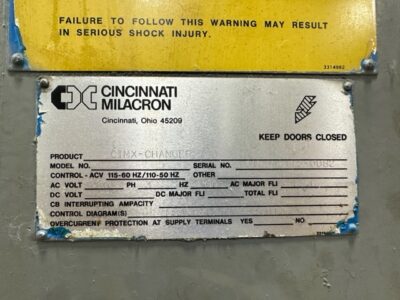 FAILURE TO FOLLOW THIS WARNING MAY RESULT
IN SERIOUS SHOCK INJURY.
CINCINNATI
MILACRON
Cincinnati, Ohio 45209
KEEP DOORS CLOSED
PRODUCT CIMX-CHANGER
MODEL NO. SERIAL NO.
CONTROL - ACV 115-60 HZ/110-50 HZ OTHER
AC VOLT PH HZ AC MAJOR FLI
DC VOLT DC MAJOR FLI TOTAL FLI
CB INTERRUPTING AMPACITY
CONTROL DIAGRAM(S)
OVERCURRENT PROTECTION AT SUPPLY TERMINALS YES NO